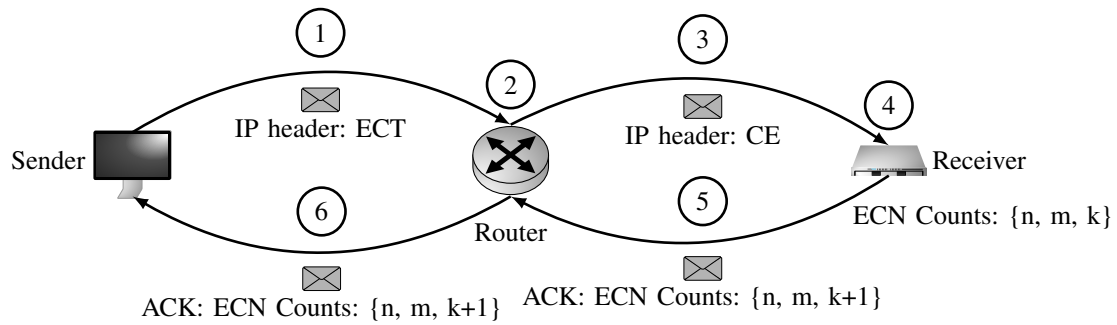 1
3
2
4
IP header: ECT
IP header: CE
Sender
Receiver
6
5
Router
ECN Counts: {n, m, k}
ACK: ECN Counts: {n, m, k+1}
ACK: ECN Counts: {n, m, k+1}